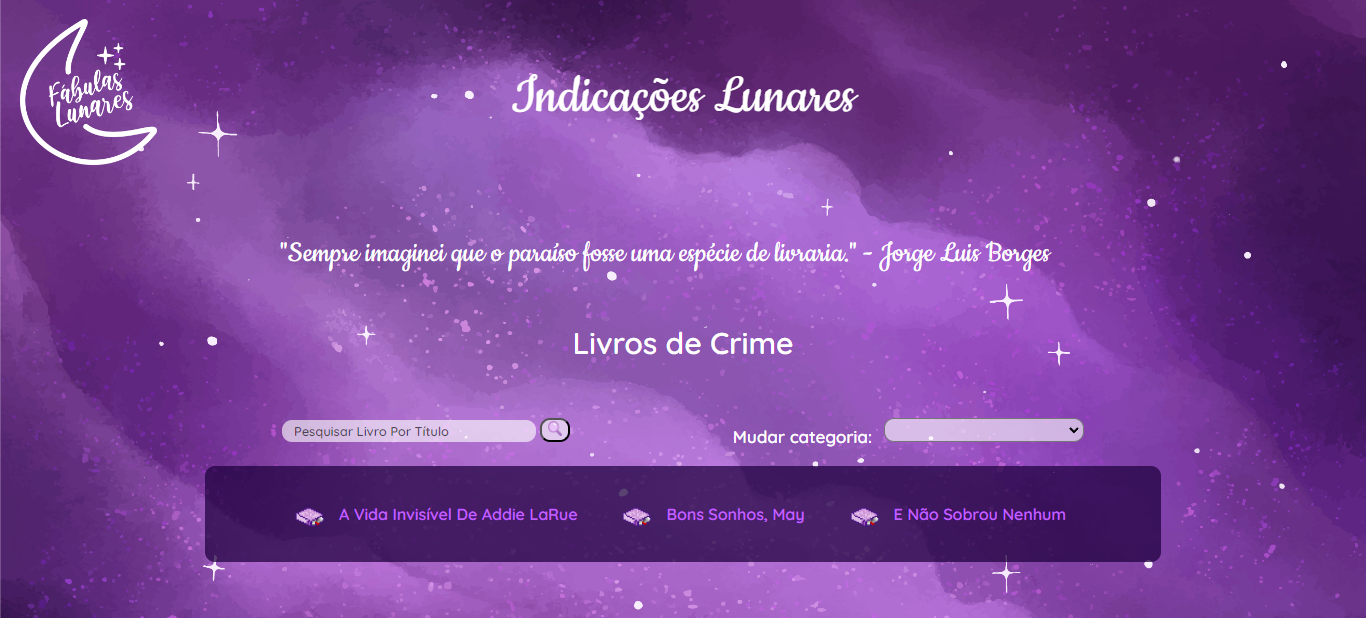 Fábulas
Lunares
Indicações Lunares
"Sempre imaginei que o paraíso fosse uma espécie de livraria." - Jorge Luis Borges
Livros de Crime
Pesquisar Livro Por Título
Mudar categoria:
A Vida Invisível De Addie LaRue
Bons Sonhos, May
E Não Sobrou Nenhum